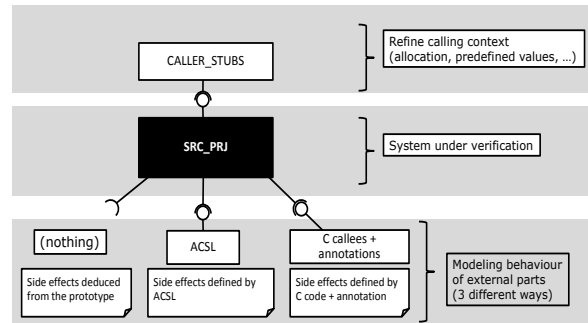 CALLER_STUBS
Refine calling context
(allocation, predefined values, ...)
SRC_PRJ
System under verification
(nothing)
ACSL
C callees +
annotations
Side effects deduced
from the prototype
Side effects defined by
ACSL
Side effects defined by
C code + annotation
Modeling behaviour
of external parts
(3 different ways)